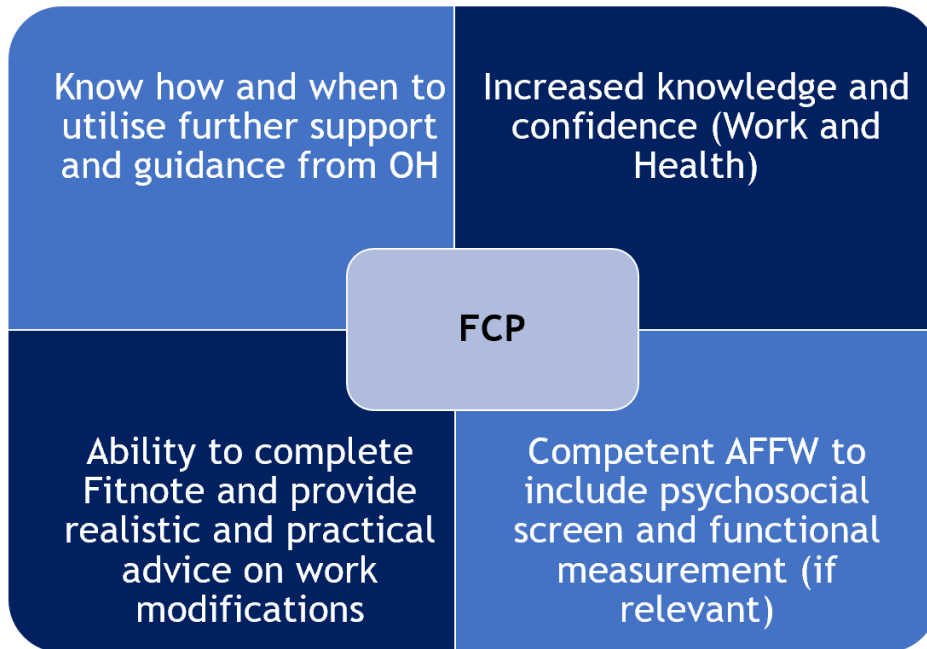 Know how and when to
utilise further support
and guidance from OH
Increased knowledge and
confidence (Work and
Health)
FCP
Ability to complete
Fitnote and provide
realistic and practical
advice on work
modifications
Competent AFFW to
include psychosocial
screen and functional
measurement (if
relevant)